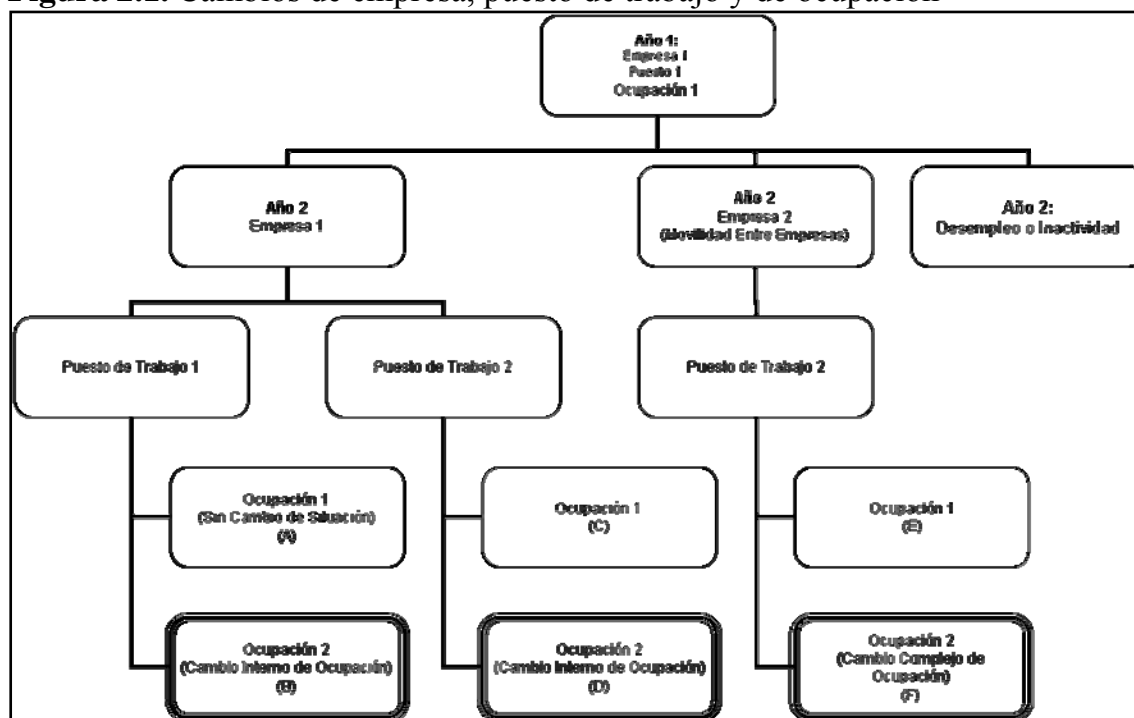 Figura 2.1. Cambios de empresa, puesto de trabajo y de ocupación
Año 1:
Empresa 1
Puesto 1
Ocupación 1
Año 2
Empresa 1
Año 2
Empresa 2
(Movilidad Entre Empresas)
Año 2:
Desempleo o Inactividad
Puesto de Trabajo 1
Puesto de Trabajo 2
Puesto de Trabajo 2
Ocupación 1
(Sin Cambio de Situación)
(A)
Ocupación 1
(C)
Ocupación 1
(E)
Ocupación 2
(Cambio Interno de Ocupación)
(B)
Ocupación 2
(Cambio Interno de Ocupación)
(D)
Ocupación 2
(Cambio Complejo de
Ocupación)
(F)